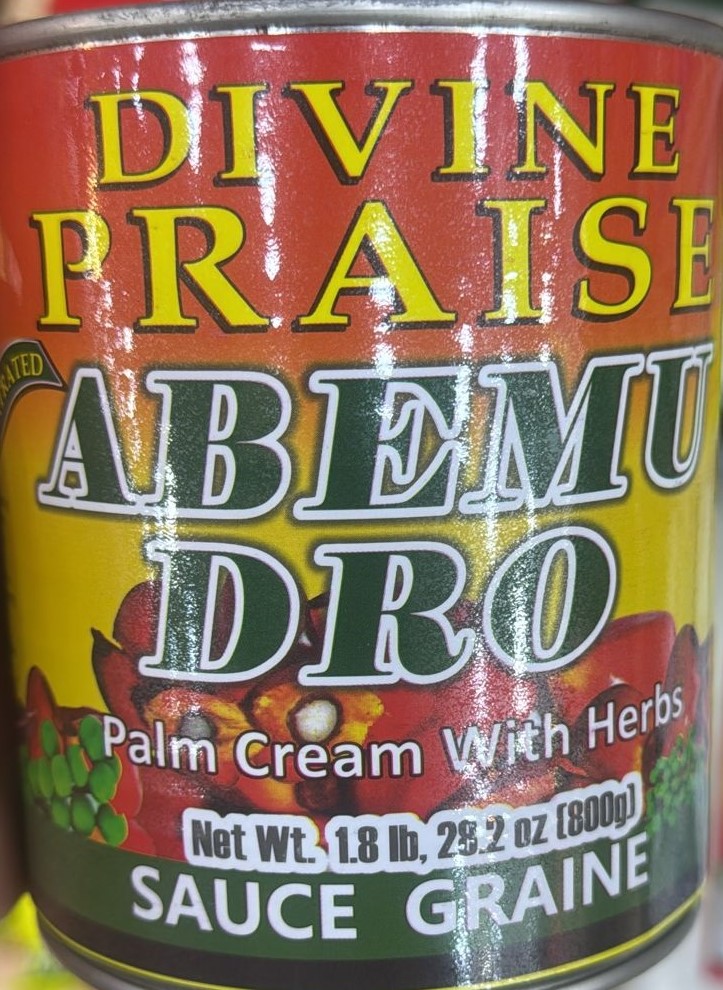 DIVINE
PRAISE
ABEMU
DRO
Palm Cream With Herbs
Net Wt. 1.8 lb, 28.2 oz (800g)
SAUCE GRAINE